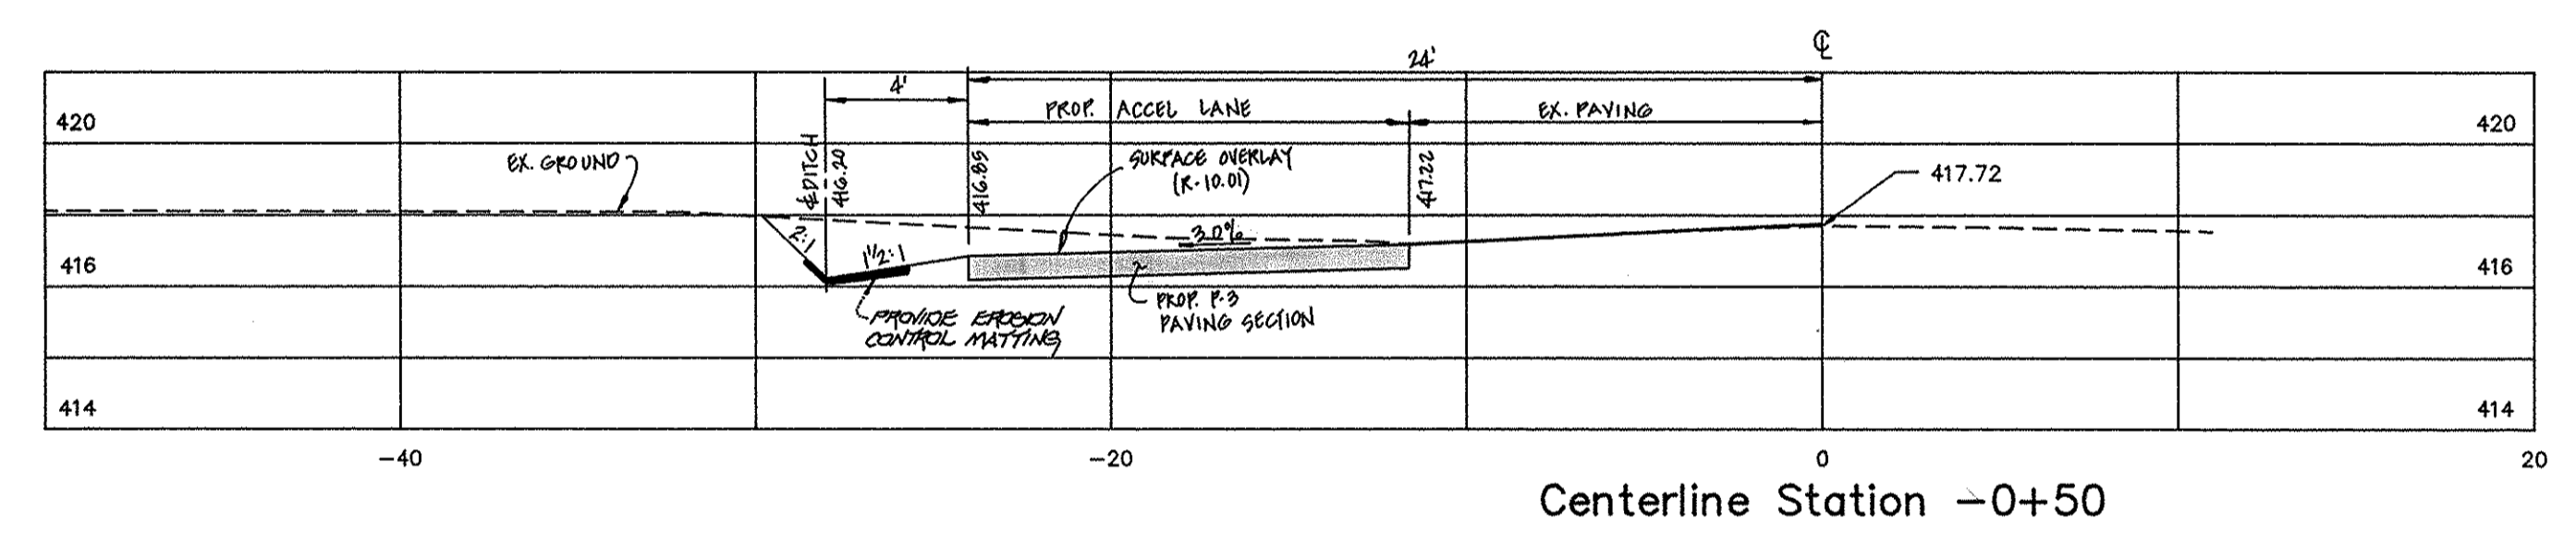 ℄
24'
4'
PROP. ACCEL LANE
EX. PAVING
420
420
EX. GROUND
℄ DITCH
416.20
416.85
SURFACE OVERLAY
(R-10.01)
417.22
417.72
2:1
1½:1
3.0%
416
416
PROP. P-3
PAVING SECTION
PROVIDE EROSION
CONTROL MATTING
414
414
-40
-20
0
20
Centerline Station -0+50